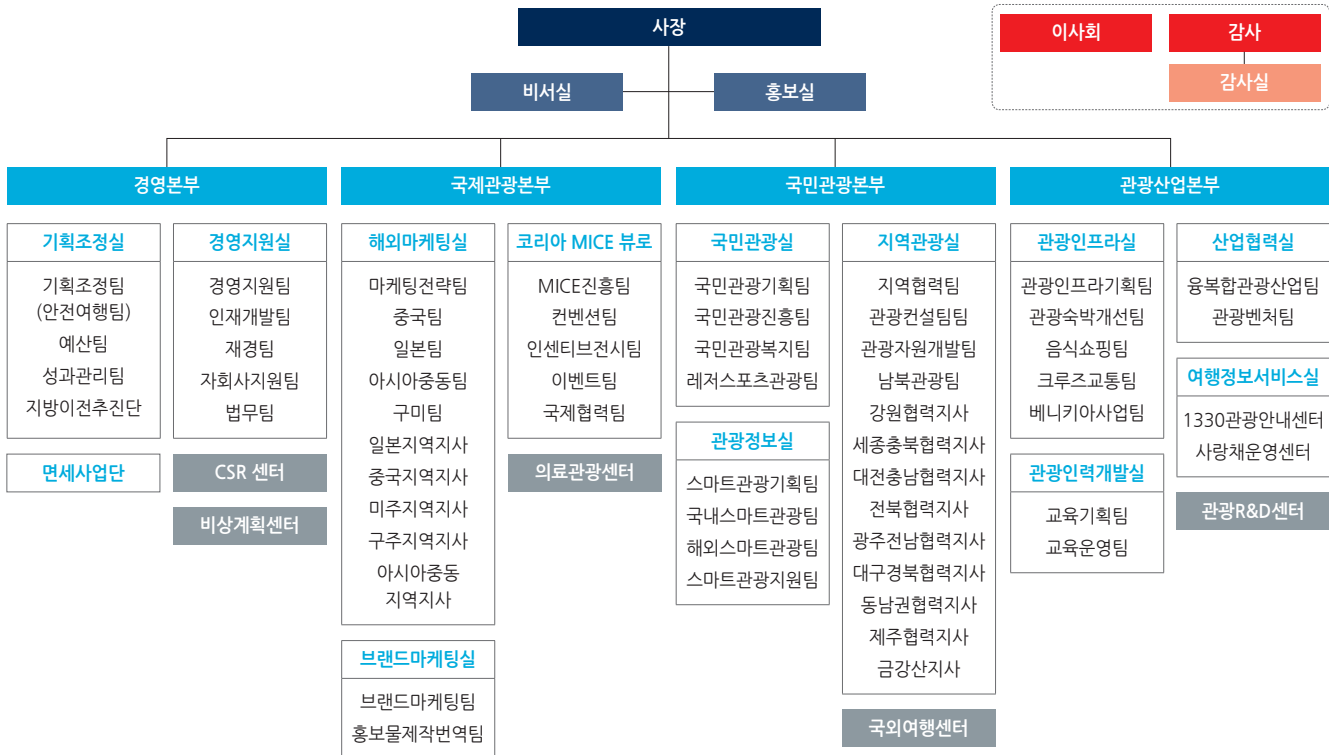 사장
이사회
감사
감사실
비서실
홍보실
경영본부
국제관광본부
국민관광본부
관광산업본부
기획조정실
기획조정팀
(안전여행팀)
예산팀
성과관리팀
지방이전추진단
면세사업단
경영지원실
경영지원팀
인재개발팀
재경팀
자회사지원팀
법무팀
CSR 센터
비상계획센터
해외마케팅실
마케팅전략팀
중국팀
일본팀
아시아중동팀
구미팀
일본지역지사
중국지역지사
미주지역지사
구주지역지사
아시아중동
지역지사
브랜드마케팅실
브랜드마케팅팀
홍보물제작번역팀
코리아 MICE 뷰로
MICE진흥팀
컨벤션팀
인센티브전시팀
이벤트팀
국제협력팀
의료관광센터
국민관광실
국민관광기획팀
국민관광진흥팀
국민관광복지팀
레저스포츠관광팀
관광정보실
스마트관광기획팀
국내스마트관광팀
해외스마트관광팀
스마트관광지원팀
지역관광실
지역협력팀
관광컨설팀팀
관광자원개발팀
남북관광팀
강원협력지사
세종충북협력지사
대전충남협력지사
전북협력지사
광주전남협력지사
대구경북협력지사
동남권협력지사
제주협력지사
금강산지사
국외여행센터
관광인프라실
관광인프라기획팀
관광숙박개선팀
음식쇼핑팀
크루즈교통팀
베니키아사업팀
관광인력개발실
교육기획팀
교육운영팀
산업협력실
융복합관광산업팀
관광벤처팀
여행정보서비스실
1330관광안내센터
사랑채운영센터
관광R&D센터